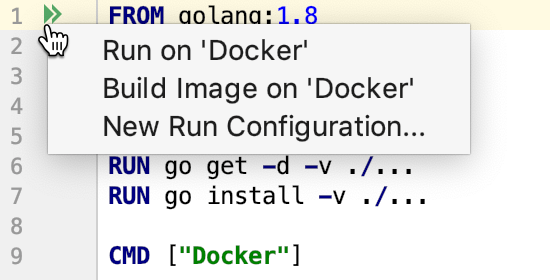 1 FROM golang:1.8
2 Run on 'Docker'
3 Build Image on 'Docker'
4 New Run Configuration...
5
6 RUN go get -d -v ./...
7 RUN go install -v ./...
8
9 CMD ["Docker"]